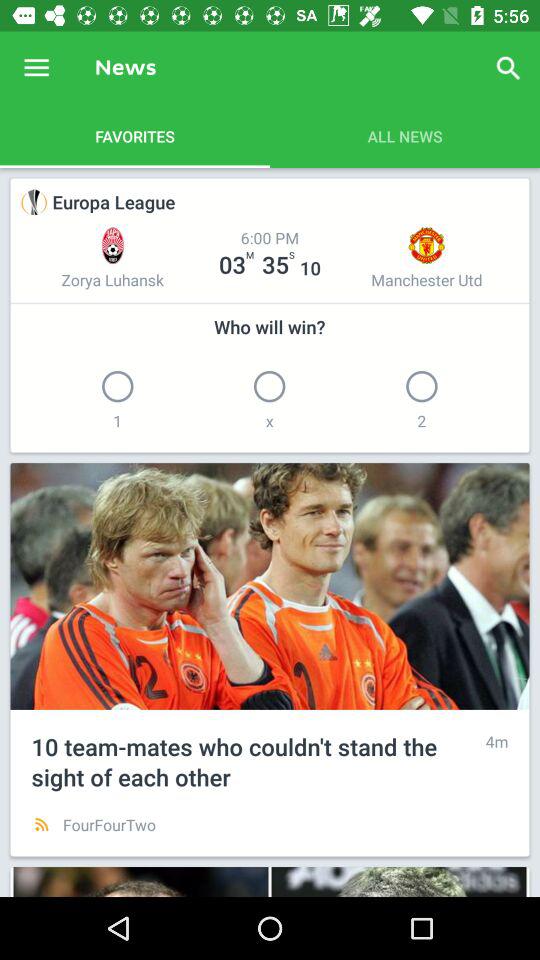 SA
5:56
News
FAVORITES
ALL NEWS
Europa League
6:00 PM
03 M 35 S 10
Zorya Luhansk
Manchester Utd
Who will win?
1
x
2
10 team-mates who couldn't stand the
sight of each other
4m
FourFourTwo